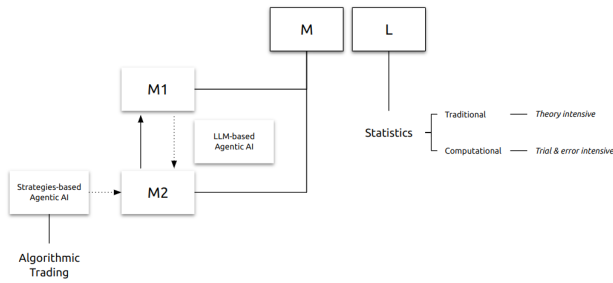 M
L
M1
LLM-based
Agentic AI
M2
Strategies-based
Agentic AI
Algorithmic
Trading
Statistics
Traditional
Theory intensive
Computational
Trial & error intensive